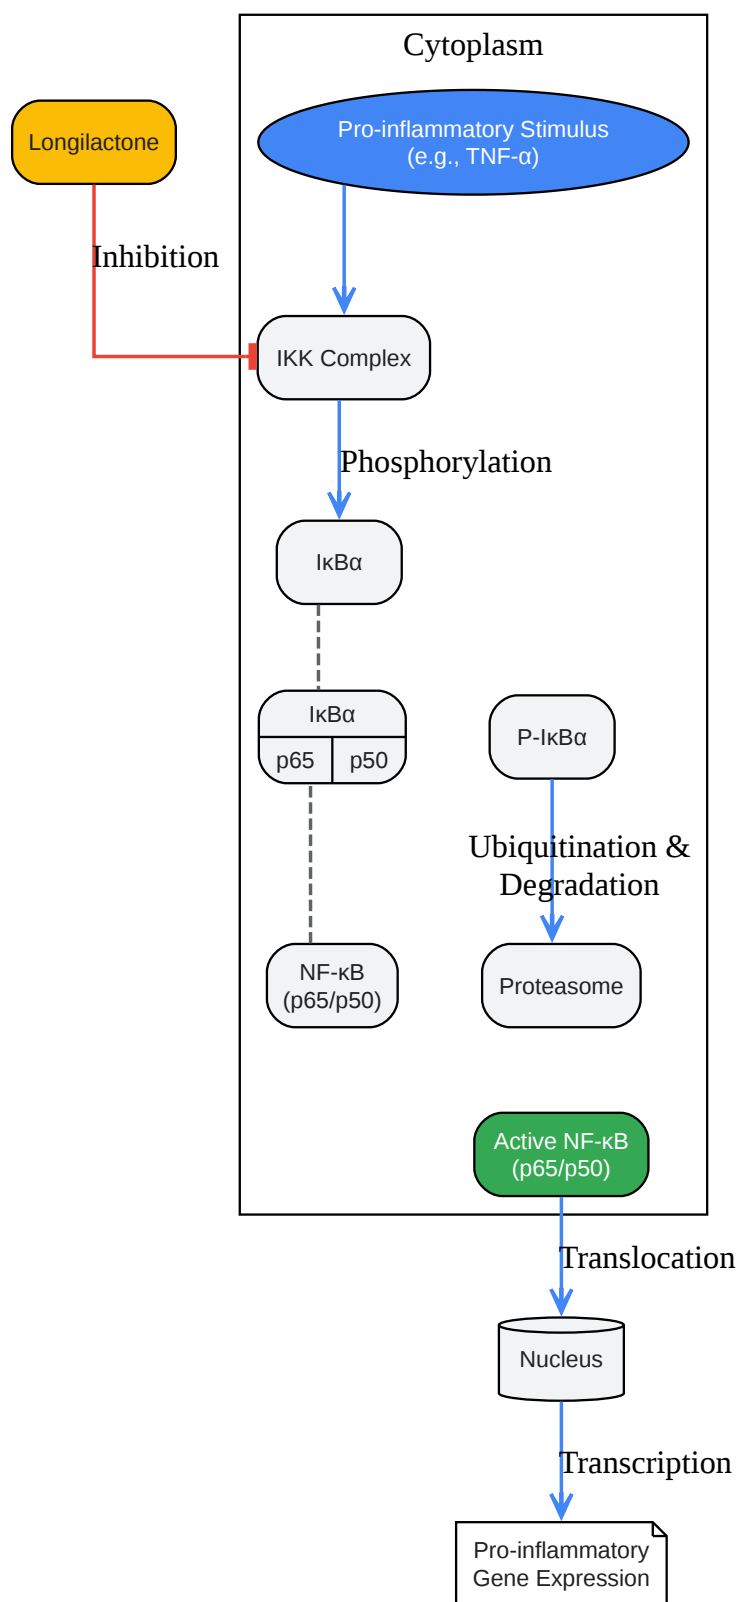 Cytoplasm
Longilactone
Pro-inflammatory Stimulus
(e.g., TNF-α)
Inhibition
IKK Complex
Phosphorylation
IκBα
IκBα
p65
p50
P-IκBα
Ubiquitination &
Degradation
NF-κB
(p65/p50)
Proteasome
Active NF-κB
(p65/p50)
Translocation
Nucleus
Transcription
Pro-inflammatory
Gene Expression